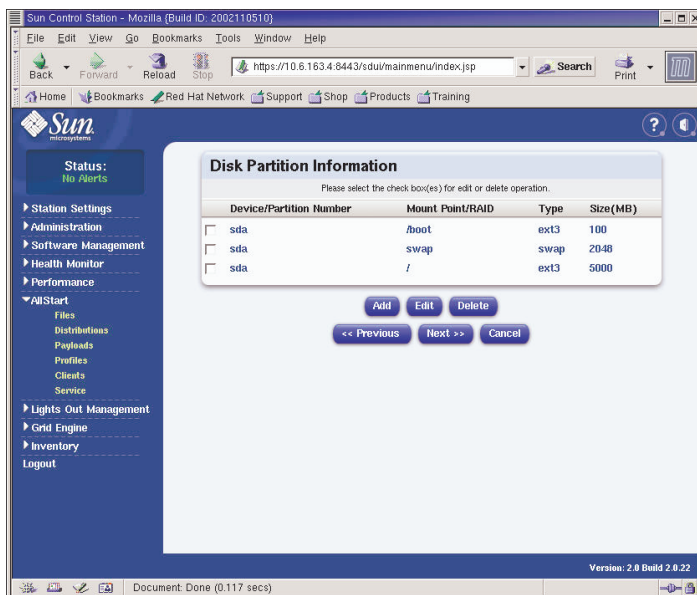 Sun Control Station - Mozilla {Build ID: 2002110510}
File Edit View Go Bookmarks Tools Window Help
Back Forward Reload Stop https://10.6.163.4:8443/sdui/mainmenu/index.jsp Search Print
Home Bookmarks Red Hat Network Support Shop Products Training
Sun
microsystems
?
Status:
No Alerts
Station Settings
Administration
Software Management
Health Monitor
Performance
AllStart
Files
Distributions
Payloads
Profiles
Clients
Service
Lights Out Management
Grid Engine
Inventory
Logout
Disk Partition Information
Please select the check box(es) for edit or delete operation.
Device/Partition Number Mount Point/RAID Type Size(MB)
sda /boot ext3 100
sda swap swap 2048
sda / ext3 5000
Add Edit Delete
<< Previous Next >> Cancel
Version: 2.0 Build 2.0.22
Document: Done (0.117 secs)